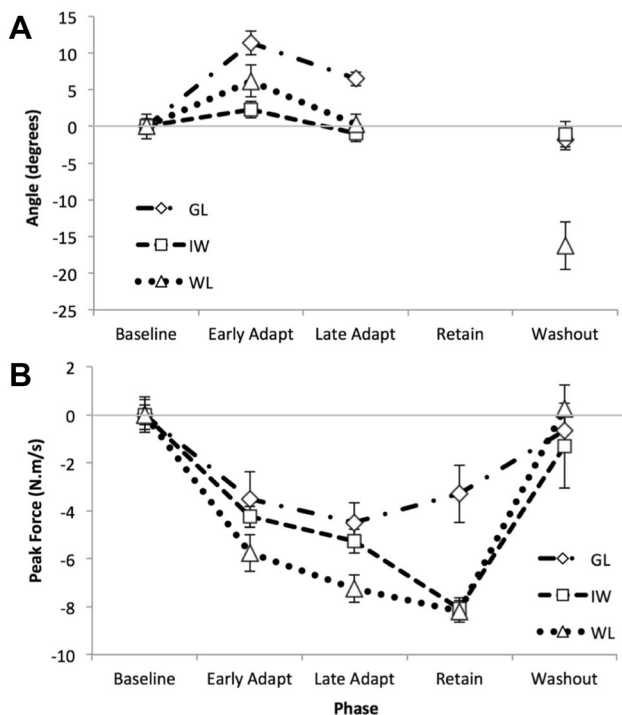 A
15
10
5
0
-5
-10
-15
-20
-25
Angle (degrees)
GL
IW
WL
Baseline Early Adapt Late Adapt Retain Washout
B
2
0
-2
-4
-6
-8
-10
Peak Force (N.m/s)
GL
IW
WL
Baseline Early Adapt Late Adapt Retain Washout
Phase